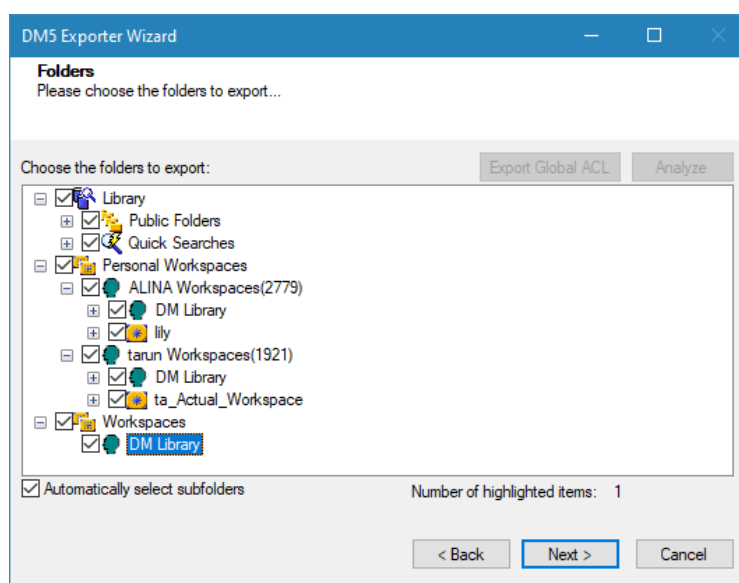 DM5 Exporter Wizard
Folders
Please choose the folders to export...
Choose the folders to export:
Export Global ACL
Analyze
Library
Public Folders
Quick Searches
Personal Workspaces
ALINA Workspaces(2779)
DM Library
lily
tarun Workspaces(1921)
DM Library
ta_Actual_Workspace
Workspaces
DM Library
Automatically select subfolders
Number of highlighted items: 1
< Back
Next >
Cancel